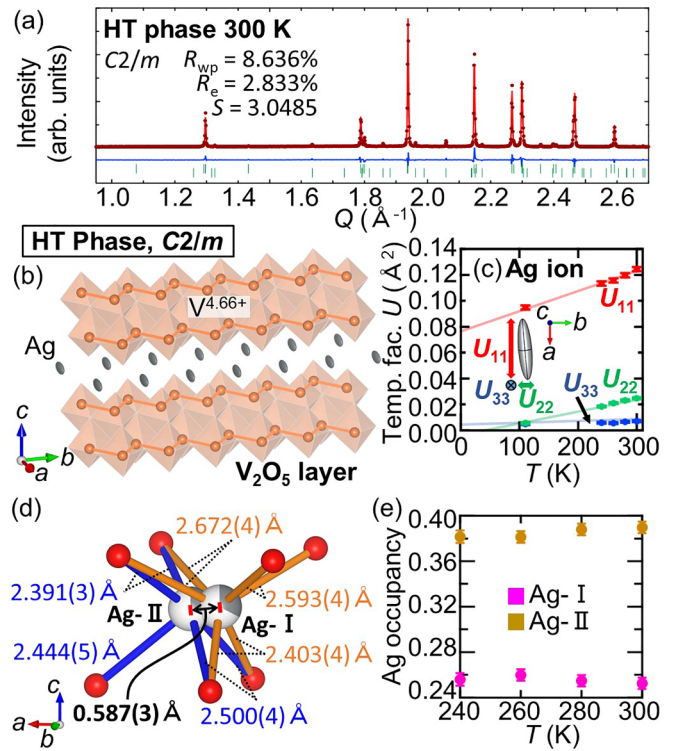 (a)
HT phase 300 K
C2/m
Rwp = 8.636%
Re = 2.833%
S = 3.0485
Intensity
(arb. units)
1.0 1.2 1.4 1.6 1.8 2.0 2.2 2.4 2.6
Q (Å⁻¹)
HT Phase, C2/m
(b)
V4.66+
Ag
c
b
a
V2O5 layer
(c) Ag ion
Temp. fac. U (Å²)
0.14
0.12
0.10
0.08
0.06
0.04
0.02
0.00
U11
c
b
a
U11
U33
U22
U33
U22
0 100 200 300
T (K)
(d)
2.672(4) Å
2.391(3) Å
2.593(4) Å
Ag-Ⅱ
Ag-Ⅰ
2.444(5) Å
2.403(4) Å
0.587(3) Å
2.500(4) Å
c
a
b
(e)
Ag occupancy
0.40
0.36
0.32
0.28
0.24
Ag-Ⅰ
Ag-Ⅱ
240 260 280 300
T (K)